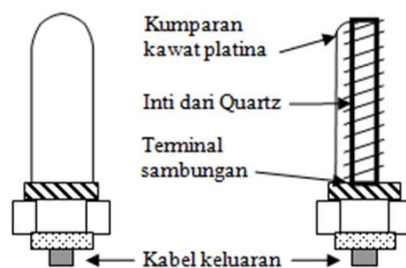 Kumparan
kawat platina
Inti dari Quartz
Terminal
sambungan
Kabel keluaran